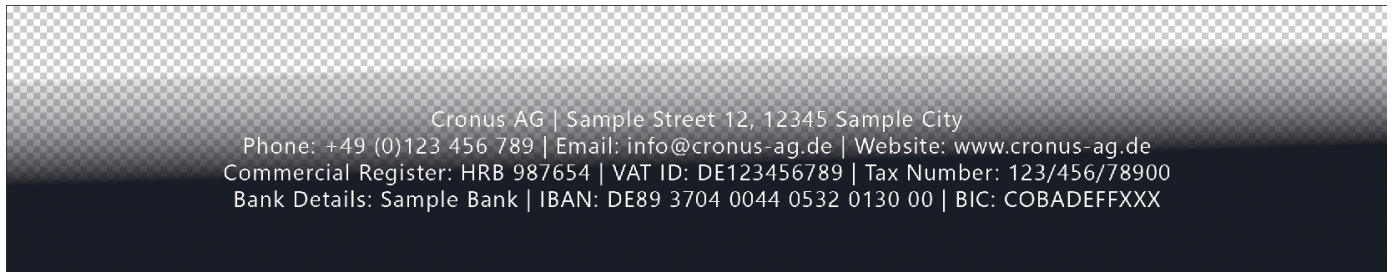 Cronus AG | Sample Street 12, 12345 Sample City
Phone: +49 (0)123 456 789 | Email: info@cronus-ag.de | Website: www.cronus-ag.de
Commercial Register: HRB 987654 | VAT ID: DE123456789 | Tax Number: 123/456/78900
Bank Details: Sample Bank | IBAN: DE89 3704 0044 0532 0130 00 | BIC: COBADEFFXXX